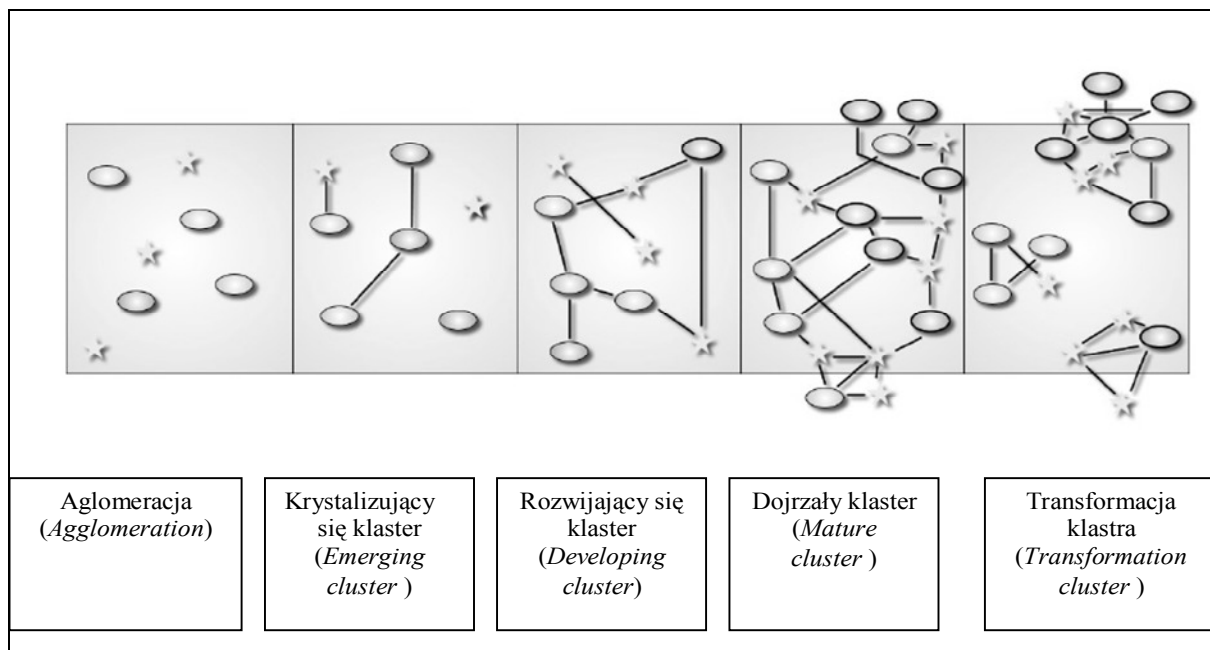 Aglomeracja
(Agglomeration)
Krystalizujący
się klaster
(Emerging
cluster )
Rozwijający się
klaster
(Developing
cluster)
Dojrzały klaster
(Mature
cluster )
Transformacja
klastra
(Transformation
cluster )